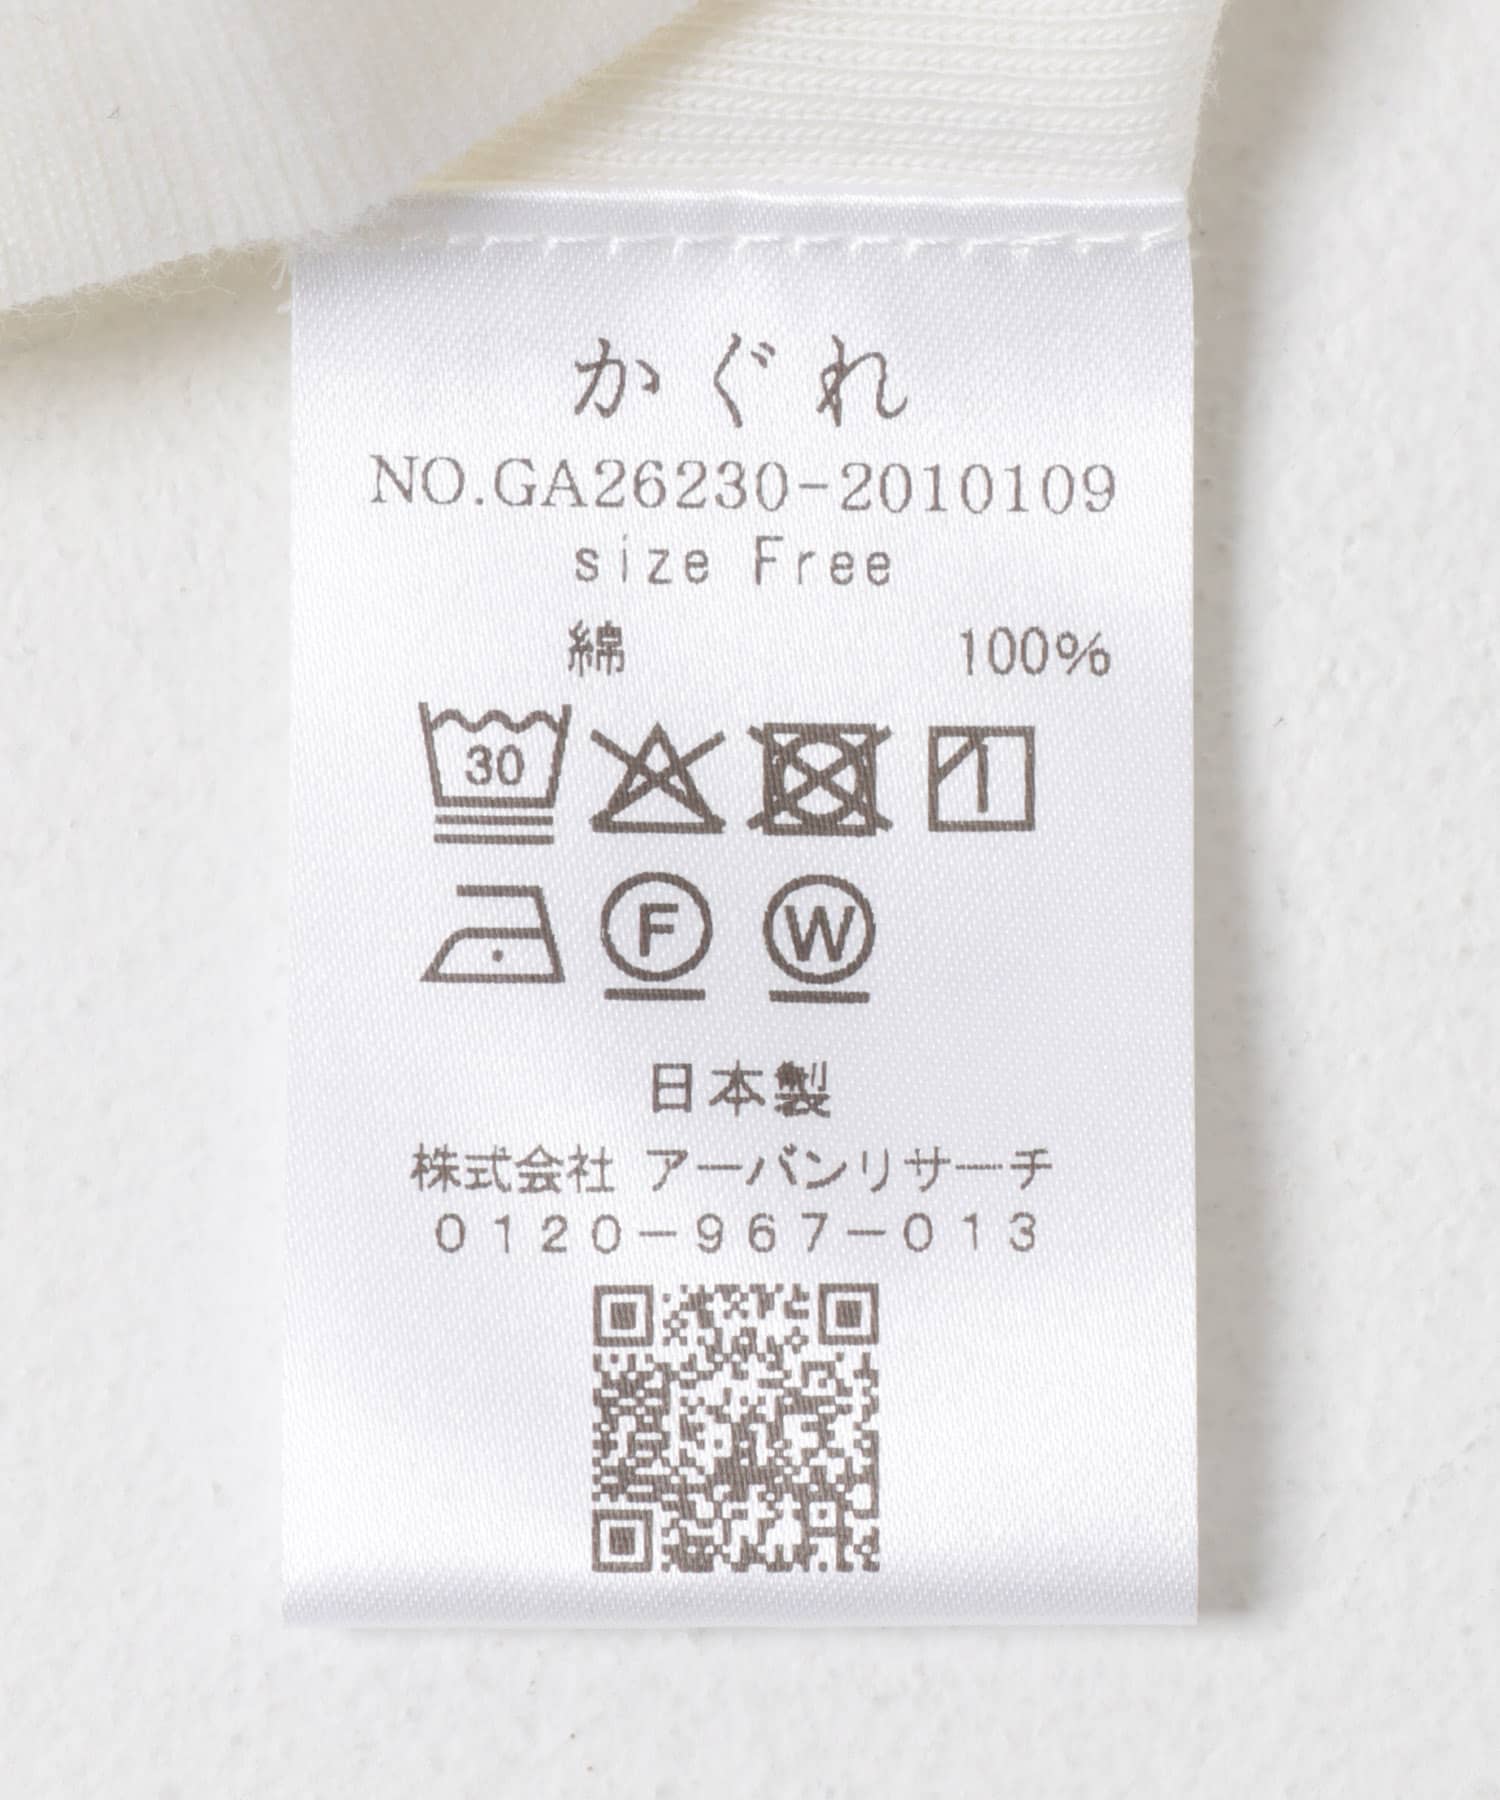 かぐれ
NO.GA26230-2010109
size Free
綿 100%
30
F W
日本製
株式会社 アーバンリサーチ
0120-967-013